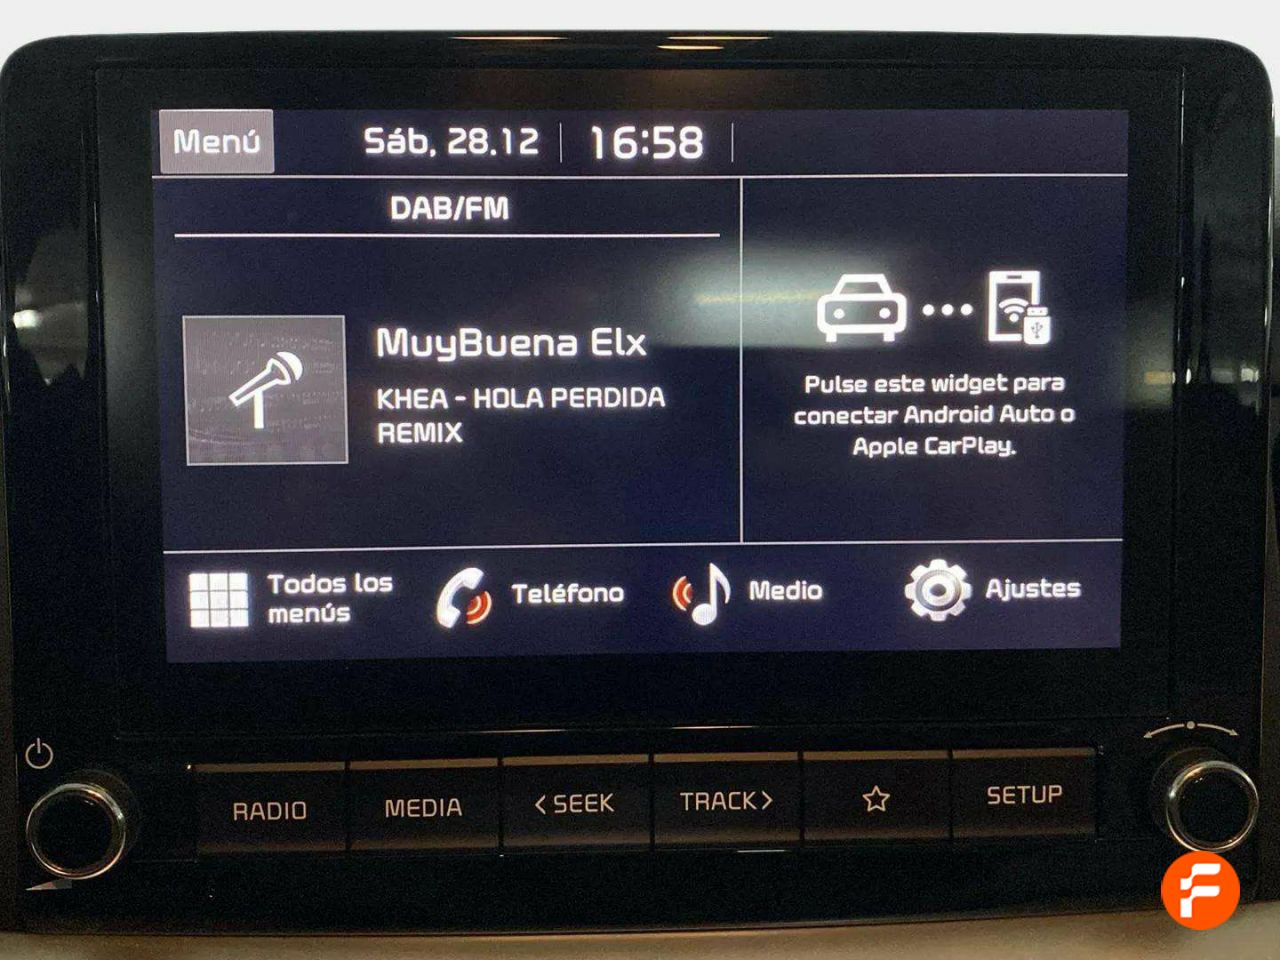 Menú
Sáb, 28.12
16:58
DAB/FM
MuyBuena Elx
KHEA - HOLA PERDIDA
REMIX
Pulse este widget para
conectar Android Auto o
Apple CarPlay.
Todos los
menús
Teléfono
Medio
Ajustes
RADIO
MEDIA
< SEEK
TRACK >
SETUP